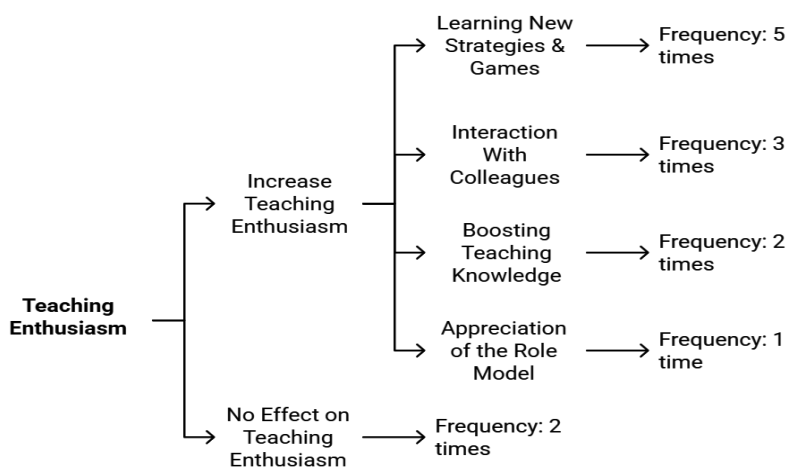 Learning New
Strategies &
Games
Frequency: 5
times
Interaction
With
Colleagues
Frequency: 3
times
Increase
Teaching
Enthusiasm
Boosting
Teaching
Knowledge
Frequency: 2
times
Teaching
Enthusiasm
Appreciation
of the Role
Model
Frequency: 1
time
No Effect on
Teaching
Enthusiasm
Frequency: 2
times